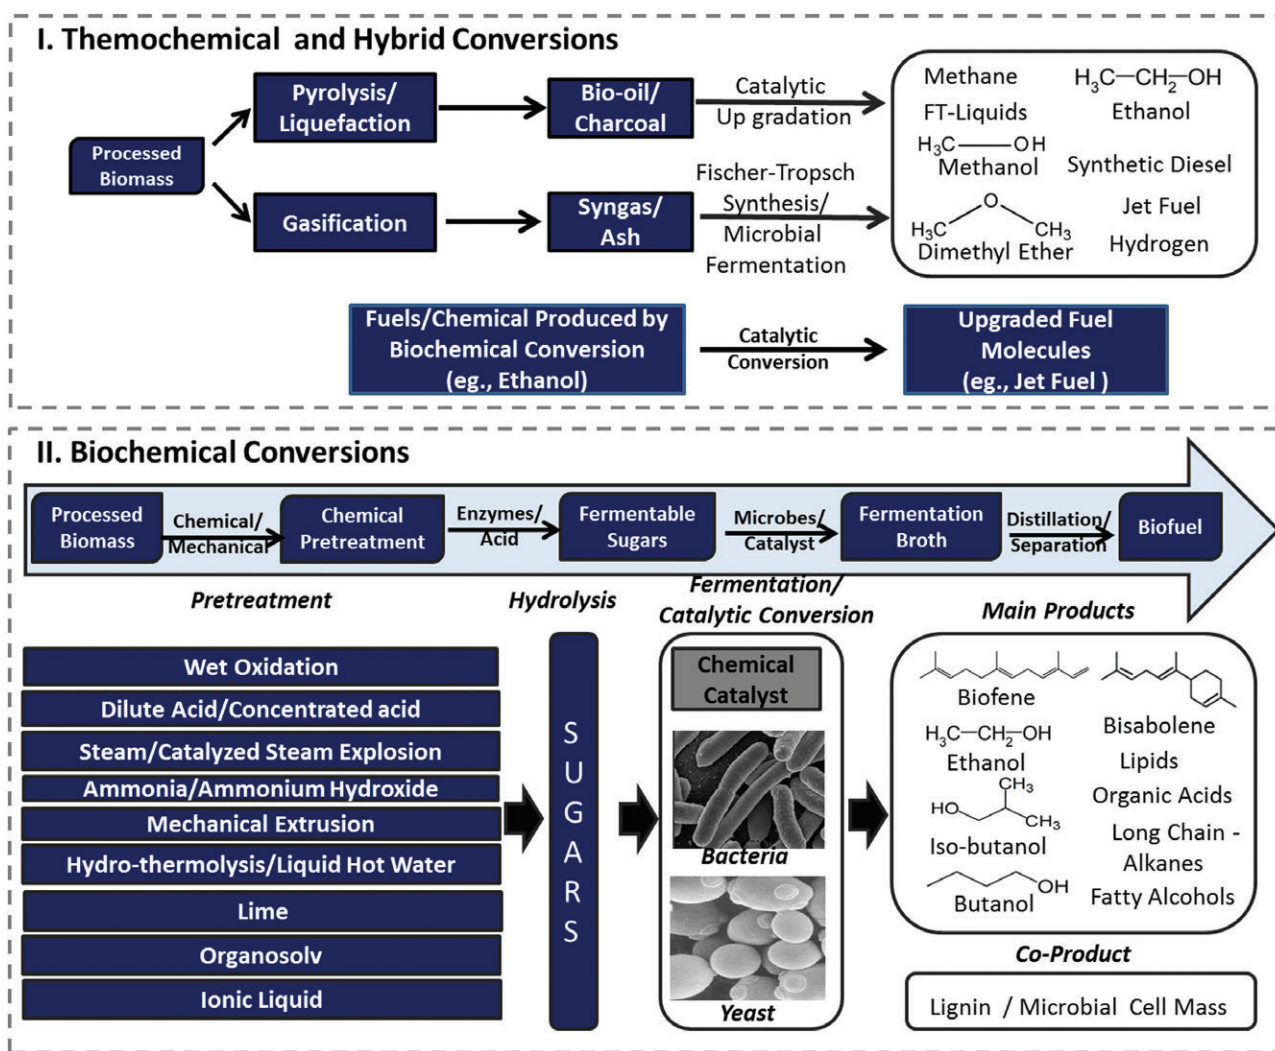 I. Themochemical and Hybrid Conversions
Processed
Biomass
Pyrolysis/
Liquefaction
Bio-oil/
Charcoal
Catalytic
Up gradation
Gasification
Syngas/
Ash
Fischer-Tropsch
Synthesis/
Microbial
Fermentation
Methane
H₃C—CH₂—OH
Ethanol
FT-Liquids
H₃C—OH
Methanol
Synthetic Diesel
O
H₃C CH₃
Dimethyl Ether
Jet Fuel
Hydrogen
Fuels/Chemical Produced by
Biochemical Conversion
(eg., Ethanol)
Catalytic
Conversion
Upgraded Fuel
Molecules
(eg., Jet Fuel )
II. Biochemical Conversions
Processed
Biomass
Chemical/
Mechanical
Chemical
Pretreatment
Enzymes/
Acid
Fermentable
Sugars
Microbes/
Catalyst
Fermentation
Broth
Distillation/
Separation
Biofuel
Pretreatment
Hydrolysis
Fermentation/
Catalytic Conversion
Main Products
Wet Oxidation
Dilute Acid/Concentrated acid
Steam/Catalyzed Steam Explosion
Ammonia/Ammonium Hydroxide
Mechanical Extrusion
Hydro-thermolysis/Liquid Hot Water
Lime
Organosolv
Ionic Liquid
SUGARS
Chemical
Catalyst
Bacteria
Yeast
Biofene
Bisabolene
H₃C—CH₂—OH
Ethanol
Lipids
CH₃
HO CH₃
Iso-butanol
Organic Acids
Long Chain -
Alkanes
OH
Butanol
Fatty Alcohols
Co-Product
Lignin / Microbial Cell Mass